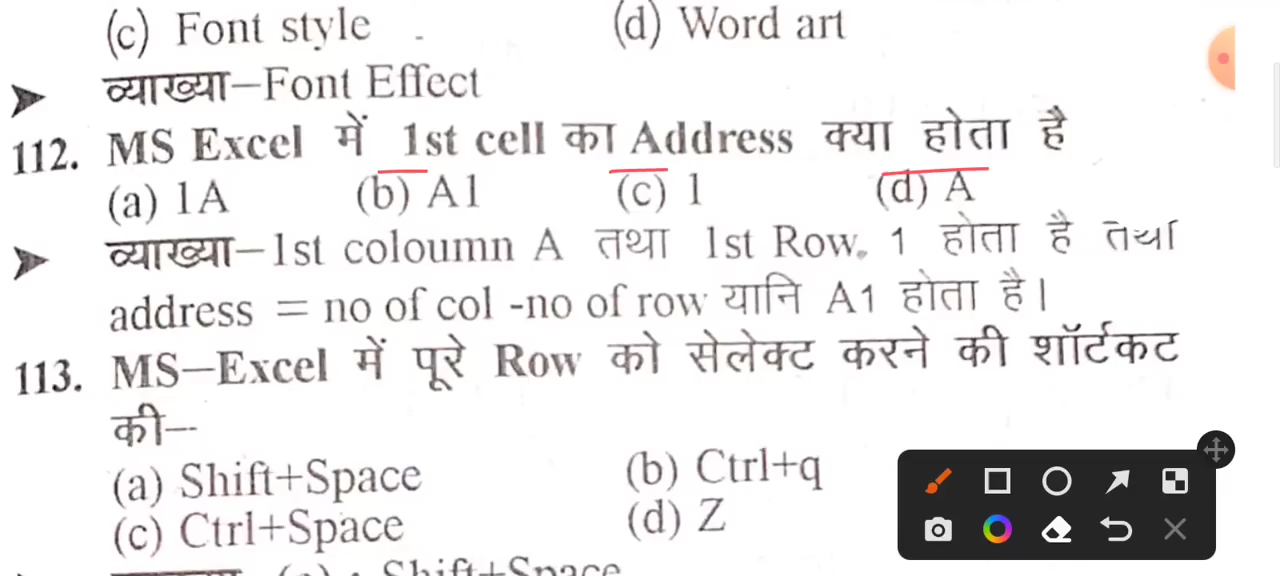 (c) Font style (d) Word art
व्याख्या–Font Effect
112. MS Excel में 1st cell का Address क्या होता है
(a) 1A (b) A1 (c) 1 (d) A
व्याख्या–1st coloumn A तथा 1st Row. 1 होता है तथा
address = no of col -no of row यानि A1 होता है।
113. MS–Excel में पूरे Row को सेलेक्ट करने की शॉर्टकट
की–
(a) Shift+Space (b) Ctrl+q
(c) Ctrl+Space (d) Z
(a) : Shift+Space